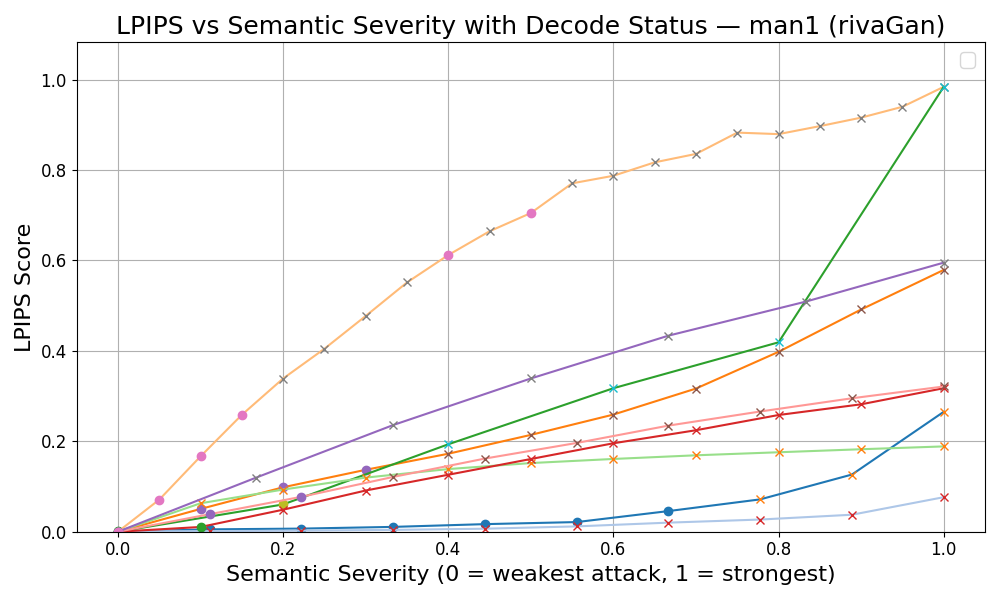 LPIPS vs Semantic Severity with Decode Status — man1 (rivaGan)
LPIPS Score
1.0
0.8
0.6
0.4
0.2
0.0
0.0 0.2 0.4 0.6 0.8 1.0
Semantic Severity (0 = weakest attack, 1 = strongest)